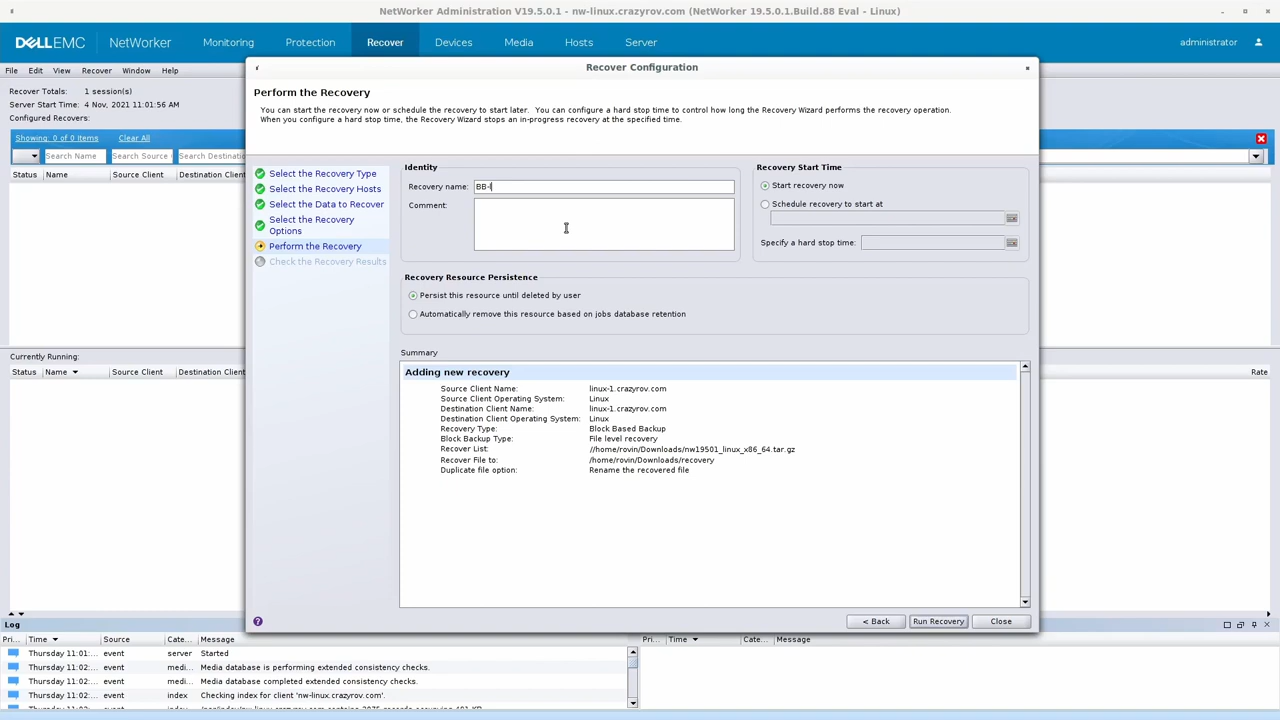 NetWorker Administration V19.5.0.1 - nw-linux.crazyrov.com (NetWorker 19.5.0.1.Build.88 Eval - Linux)
DELLEMC NetWorker Monitoring Protection Recover Devices Media Hosts Server administrator
File Edit View Recover Window Help
Recover Totals: 1 session(s)
Server Start Time: 4 Nov, 2021 11:01:56 AM
Configured Recovers:
Showing: 0 of 0 items Clear All
Search Name Search Source Search Destinati
Status Name Source Client Destination Client
Currently Running:
Status Name Source Client Destination Client Rate
Recover Configuration
Perform the Recovery
You can start the recovery now or schedule the recovery to start later. You can configure a hard stop time to control how long the Recovery Wizard performs the recovery operation.
When you configure a hard stop time, the Recovery Wizard stops an in-progress recovery at the specified time.
Select the Recovery Type
Select the Recovery Hosts
Select the Data to Recover
Select the Recovery
Options
Perform the Recovery
Check the Recovery Results
Identity
Recovery name:
Comment:
Recovery Start Time
Start recovery now
Schedule recovery to start at
Specify a hard stop time:
Recovery Resource Persistence
Persist this resource until deleted by user
Automatically remove this resource based on jobs database retention
Summary
Adding new recovery
Source Client Name: linux-1.crazyrov.com
Source Client Operating System: Linux
Destination Client Name: linux-1.crazyrov.com
Destination Client Operating System: Linux
Recovery Type: Block Based Backup
Block Backup Type: File level recovery
Recover List: //home/rovin/Downloads/nw19501_linux_x86_64.tar.gz
Recover File to: /home/rovin/Downloads/recovery
Duplicate file option: Rename the recovered file
< Back Run Recovery Close
Log
Pri... Time Source Cate... Message
Thursday 11:01:... event server Started
Thursday 11:02:... event medi... Media database is performing extended consistency checks.
Thursday 11:02:... event medi... Media database completed extended consistency checks.
Thursday 11:02:... event index Checking index for client 'nw-linux.crazyrov.com'.
Pri... Time Cate... Message